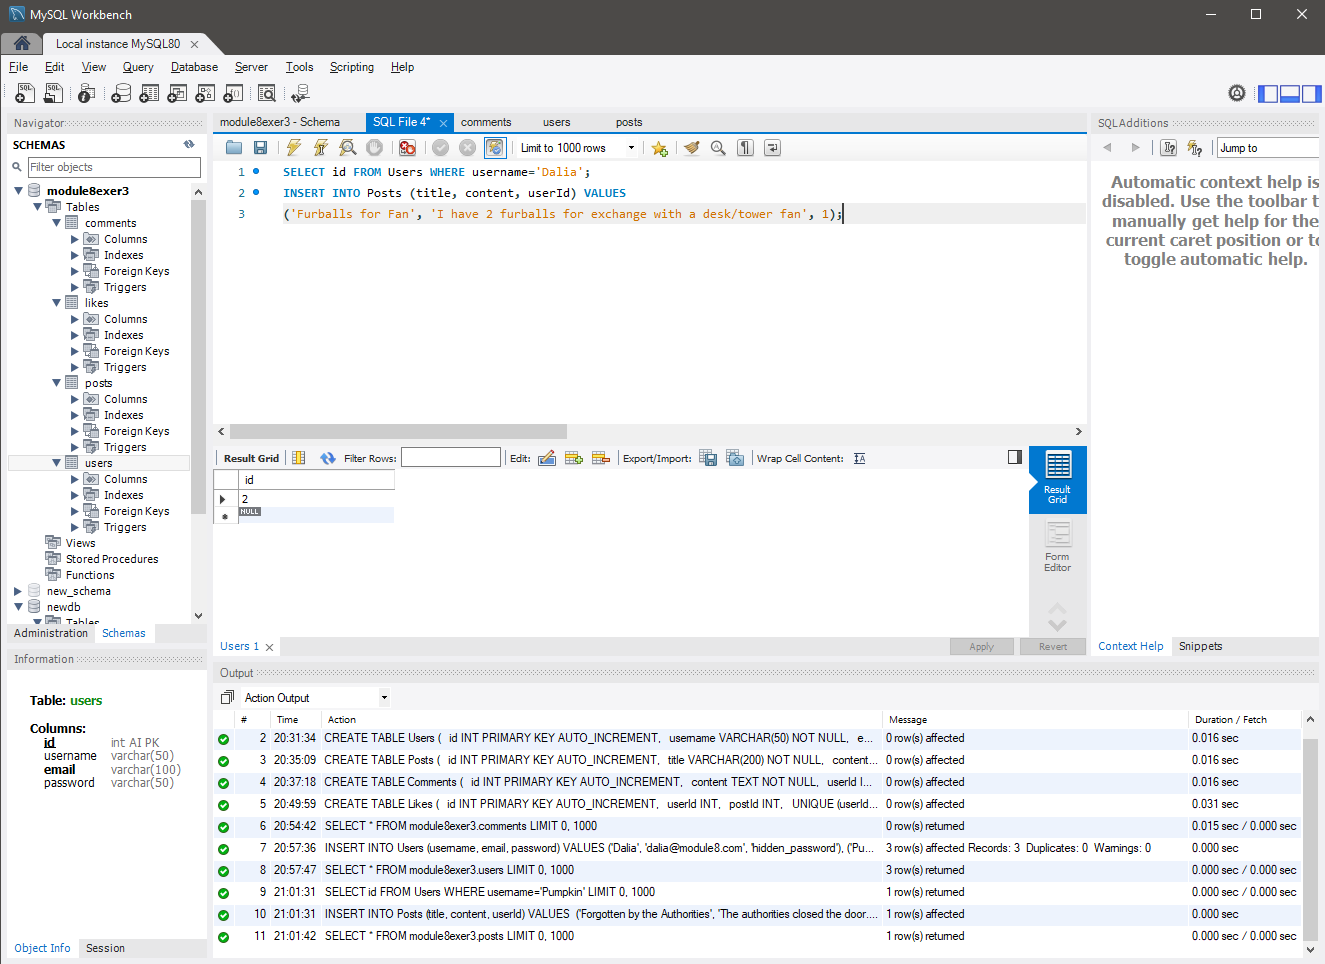 MySQL Workbench
Local instance MySQL80
File Edit View Query Database Server Tools Scripting Help
Navigator
SCHEMAS
Filter objects
module8exer3
Tables
comments
Columns
Indexes
Foreign Keys
Triggers
likes
Columns
Indexes
Foreign Keys
Triggers
posts
Columns
Indexes
Foreign Keys
Triggers
users
Columns
Indexes
Foreign Keys
Triggers
Views
Stored Procedures
Functions
new_schema
newdb
Tables
Administration Schemas
Information
Table: users
Columns:
id int AI PK
username varchar(50)
email varchar(100)
password varchar(50)
Object Info Session
module8exer3 - Schema SQL File 4* comments users posts
Limit to 1000 rows
1 SELECT id FROM Users WHERE username='Dalia';
2 INSERT INTO Posts (title, content, userId) VALUES
3 ('Furballs for Fan', 'I have 2 furballs for exchange with a desk/tower fan', 1);
Result Grid Filter Rows: Edit: Export/Import: Wrap Cell Content:
id
2
NULL
Result
Grid
Form
Editor
Users 1 Apply Revert
SQLAdditions
Jump to
Automatic context help is
disabled. Use the toolbar t
manually get help for the
current caret position or to
toggle automatic help.
Context Help Snippets
Output
Action Output
# Time Action Message Duration / Fetch
2 20:31:34 CREATE TABLE Users ( id INT PRIMARY KEY AUTO_INCREMENT, username VARCHAR(50) NOT NULL, e... 0 row(s) affected 0.016 sec
3 20:35:09 CREATE TABLE Posts ( id INT PRIMARY KEY AUTO_INCREMENT, title VARCHAR(200) NOT NULL, content... 0 row(s) affected 0.016 sec
4 20:37:18 CREATE TABLE Comments ( id INT PRIMARY KEY AUTO_INCREMENT, content TEXT NOT NULL, userId I... 0 row(s) affected 0.016 sec
5 20:49:59 CREATE TABLE Likes ( id INT PRIMARY KEY AUTO_INCREMENT, userId INT, postId INT, UNIQUE (userId... 0 row(s) affected 0.031 sec
6 20:54:42 SELECT * FROM module8exer3.comments LIMIT 0, 1000 0 row(s) returned 0.015 sec / 0.000 sec
7 20:57:36 INSERT INTO Users (username, email, password) VALUES ('Dalia', 'dalia@module8.com', 'hidden_password'), ('Pu... 3 row(s) affected Records: 3 Duplicates: 0 Warnings: 0 0.000 sec
8 20:57:47 SELECT * FROM module8exer3.users LIMIT 0, 1000 3 row(s) returned 0.000 sec / 0.000 sec
9 21:01:31 SELECT id FROM Users WHERE username='Pumpkin' LIMIT 0, 1000 1 row(s) returned 0.000 sec / 0.000 sec
10 21:01:31 INSERT INTO Posts (title, content, userId) VALUES ('Forgotten by the Authorities', 'The authorities closed the door.... 1 row(s) affected 0.000 sec
11 21:01:42 SELECT * FROM module8exer3.posts LIMIT 0, 1000 1 row(s) returned 0.000 sec / 0.000 sec